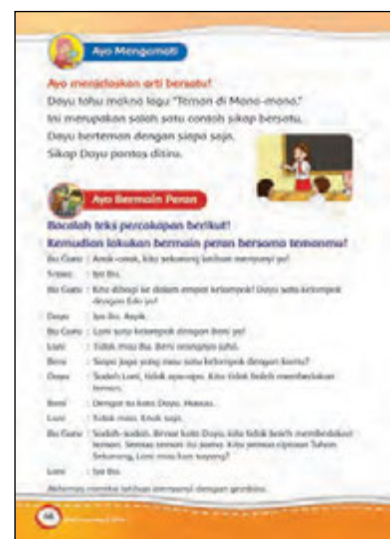 Ayo Mengamati
Ayo menjelaskan arti bersatu!
Dayu tahu makna lagu "Teman di Mana-mana."
Ini merupakan salah satu contoh sikap bersatu.
Dayu berteman dengan siapa saja.
Sikap Dayu pantas ditiru.
Ayo Bermain Peran
Bacalah teks percakapan berikut!
Kemudian lakukan bermain peran bersama temanmu!
Bu Guru : Anak-anak, kita sekarang latihan menyanyi ya!
Siswa : Iya Bu.
Bu Guru : Kita dibagi ke dalam empat kelompok! Dayu satu kelompok
dengan Edo ya!
Dayu : Iya Bu. Asyik.
Bu Guru : Lani satu kelompok dengan Beni ya!
Lani : Tidak mau Bu. Beni orangnya jahil.
Beni : Siapa juga yang mau satu kelompok dengan kamu?
Dayu : Sudah Lani, tidak apa-apa. Kita tidak boleh membedakan
teman.
Beni : Dengar tu kata Dayu.
Lani : Tidak mau. Enak saja.
Bu Guru : Sudah-sudah. Benar kata Dayu, kita tidak boleh membedakan
teman. Semua teman itu sama. Kita semua ciptaan Tuhan.
Sekarang, Lani mau kan sayang?
Lani : Iya Bu.
Akhirnya mereka latihan menyanyi dengan gembira.